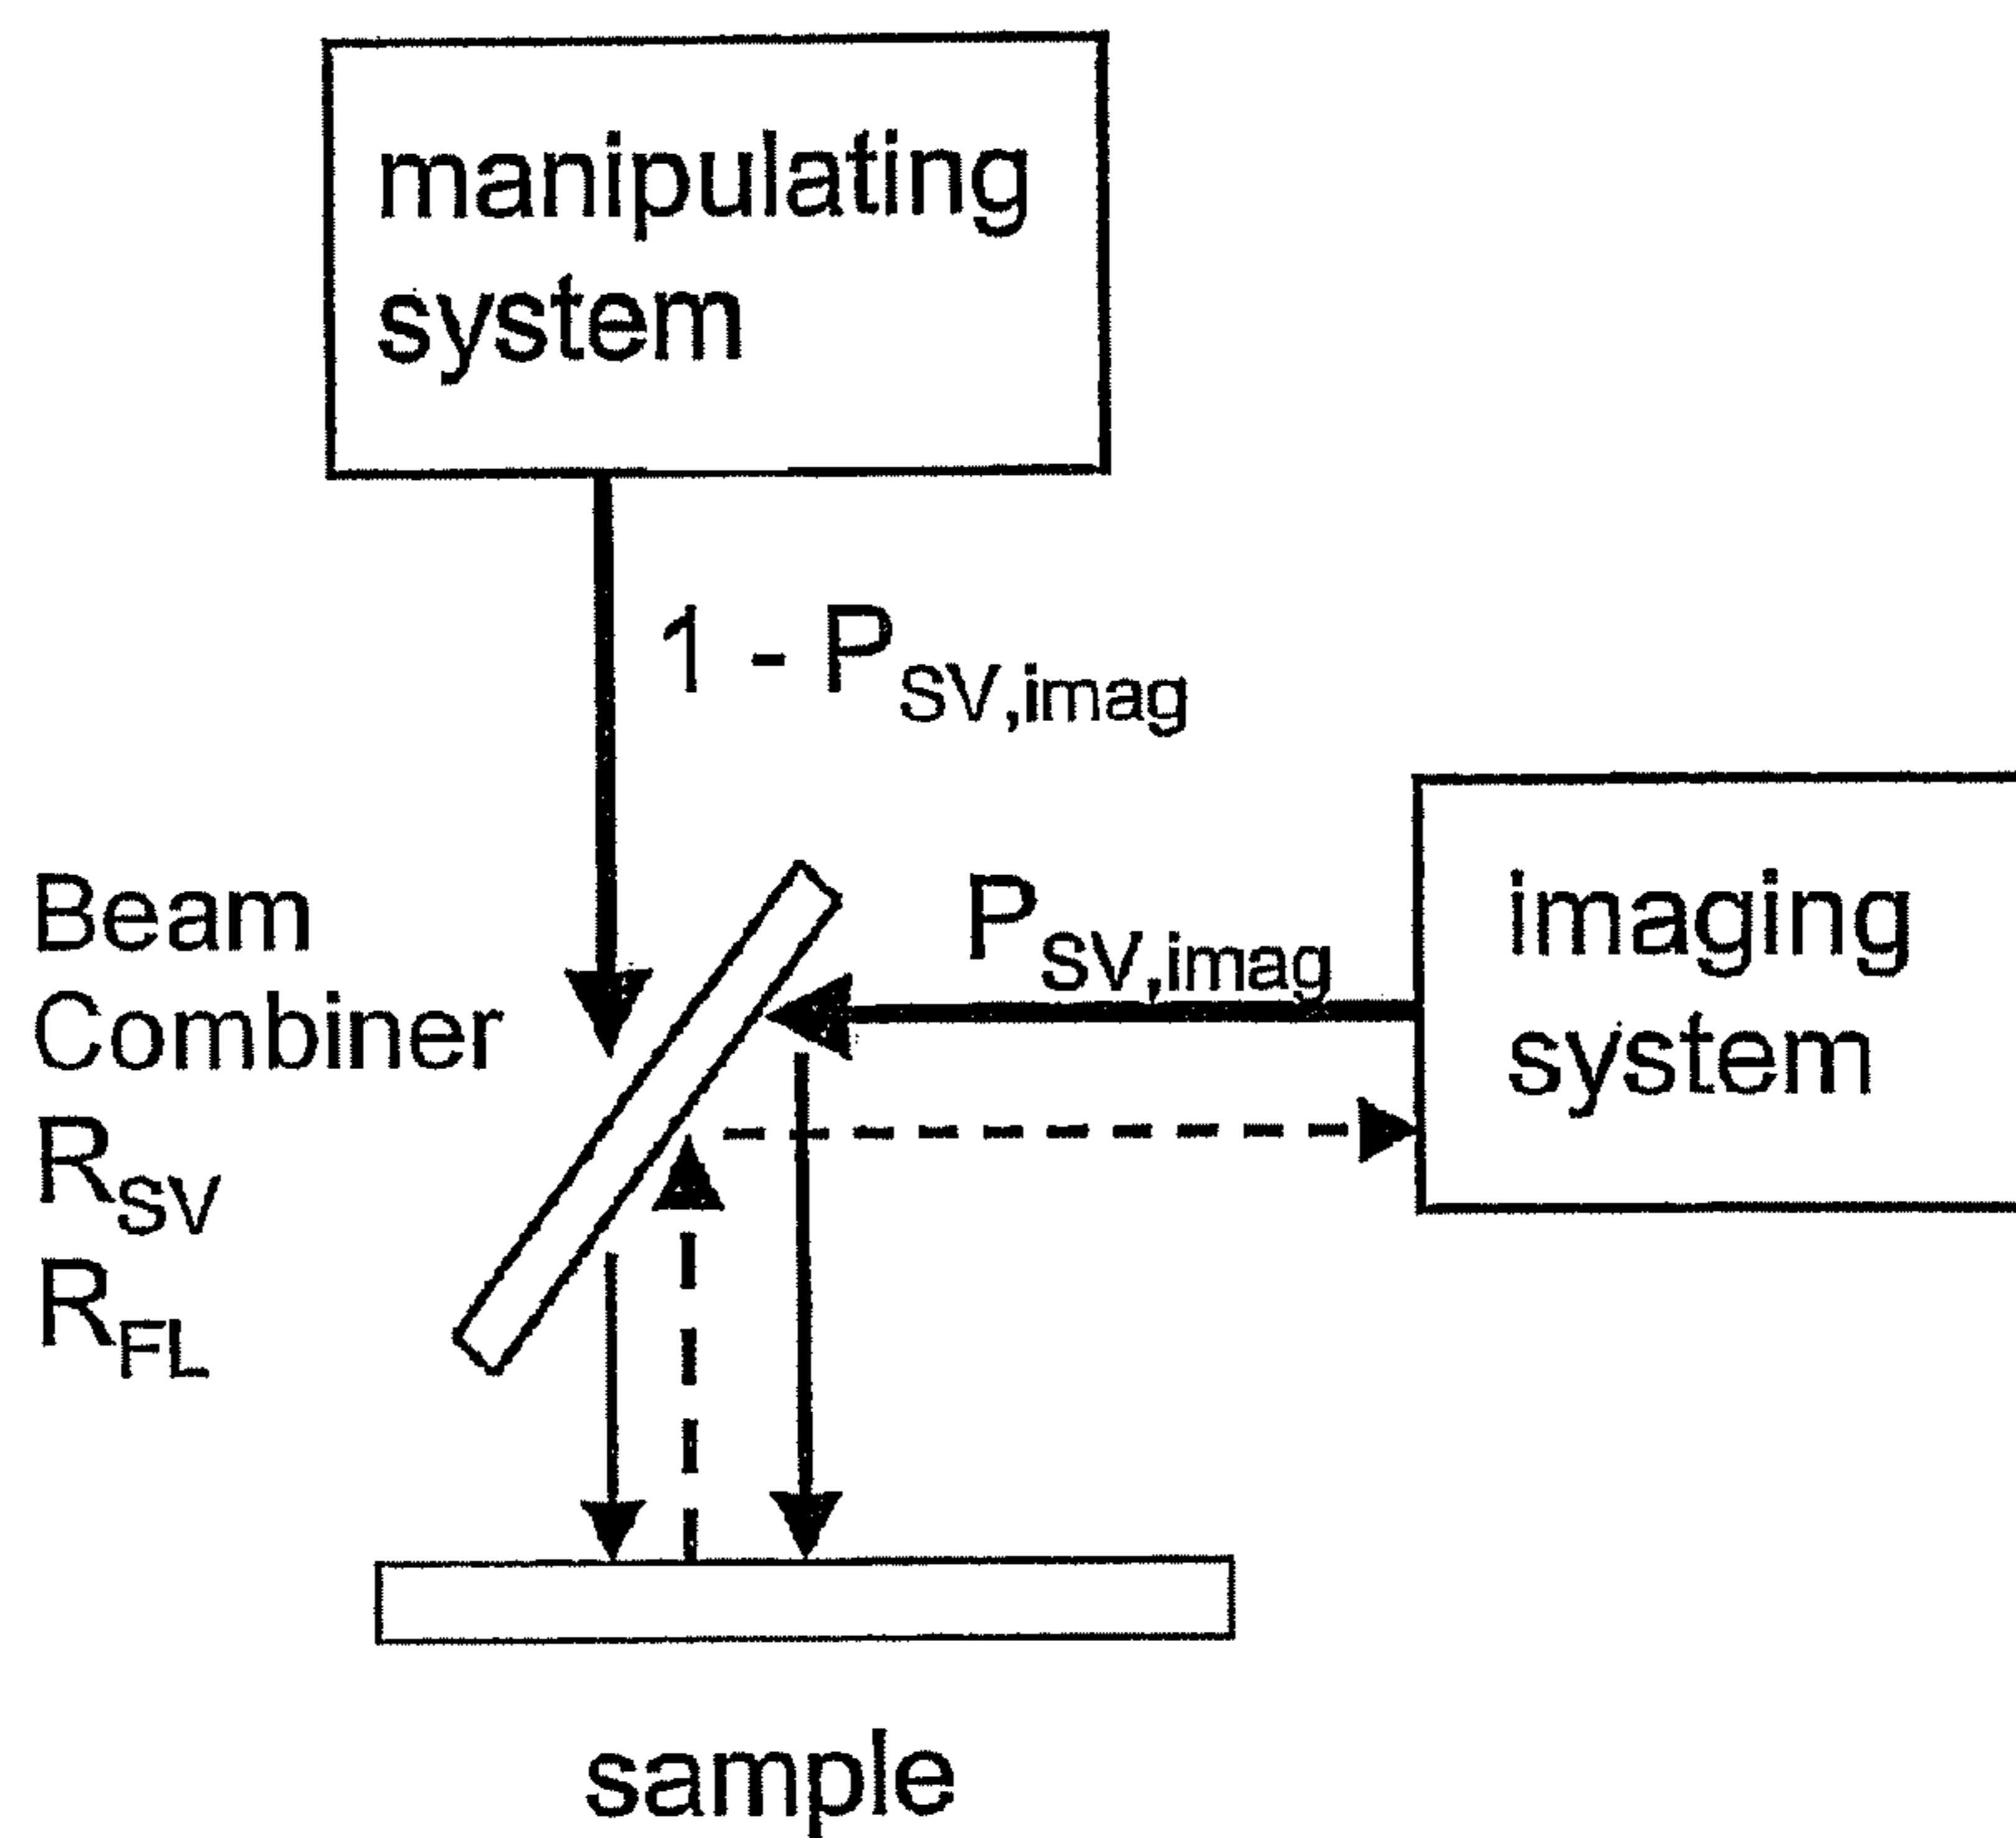 manipulating
system
1 - P_SV,imag
Beam
Combiner
R_SV
R_FL
P_SV,imag
imaging
system
sample